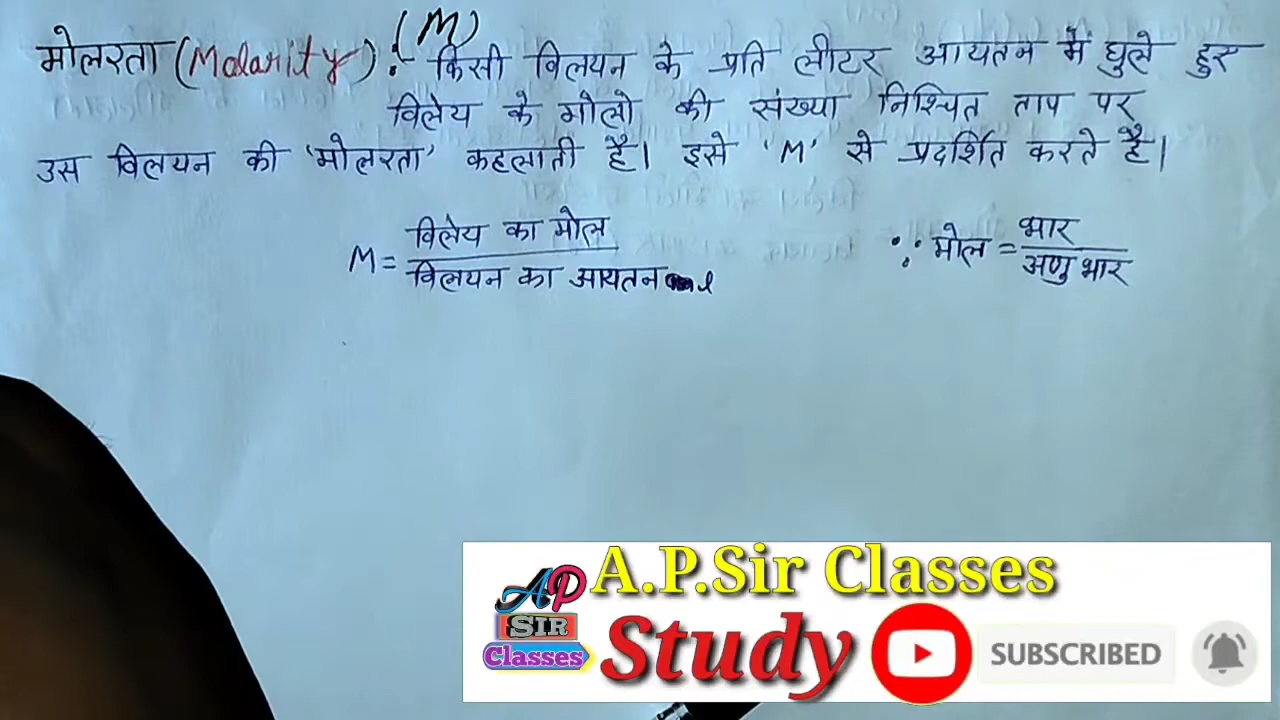 मोलरता (Molarity) :- (M) किसी विलयन के प्रति लीटर आयतन में घुले हुए
विलेय के मोलो की संख्या निश्चित ताप पर
उस विलयन की 'मोलरता' कहलाती है। इसे 'M' से प्रदर्शित करते है।
M = विलेय का मोल / विलयन का आयतन
∵ मोल = भार / अणु भार
A.P.Sir Classes
AP
SIR
Classes
Study
SUBSCRIBED